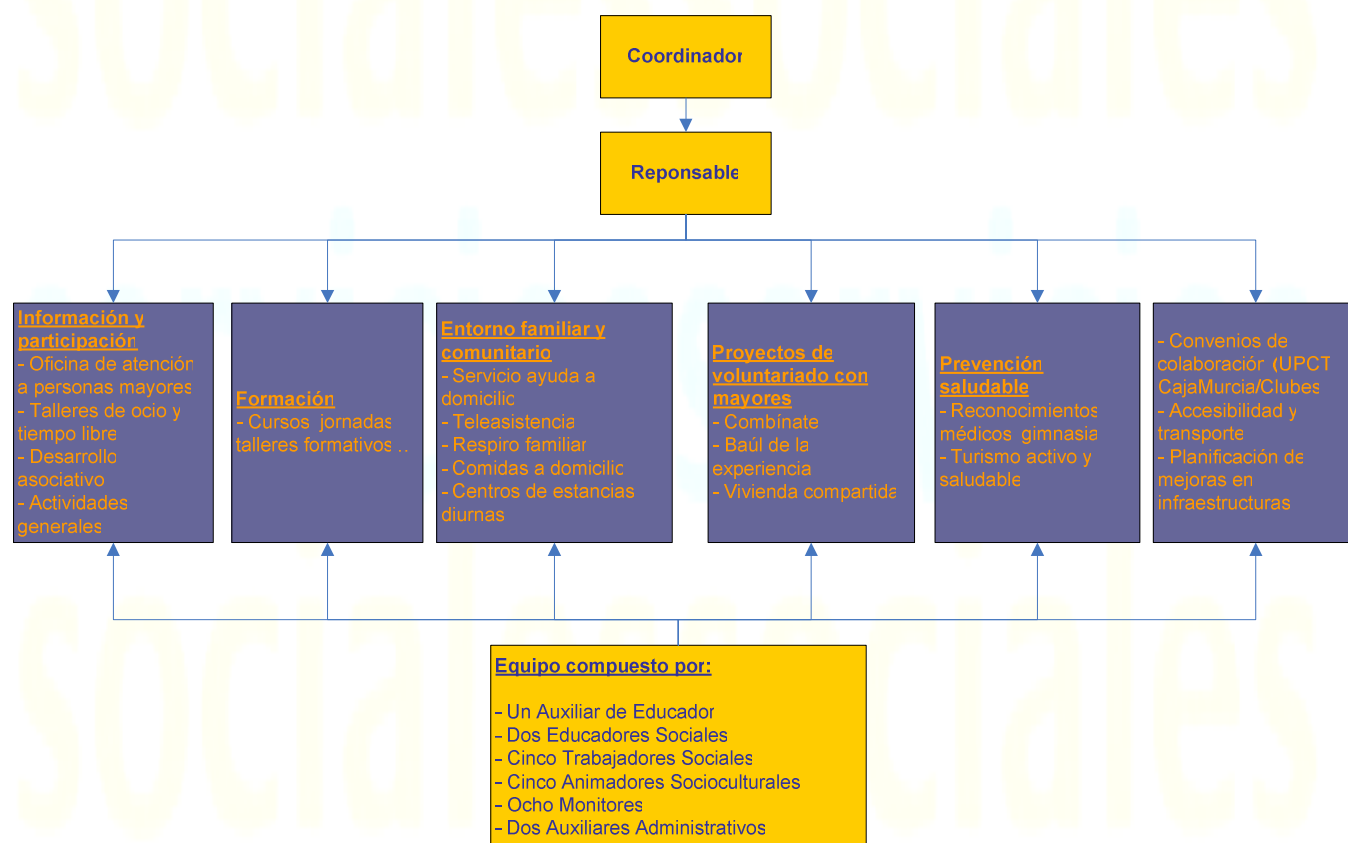 sociales sociales
Coordinador
Reponsable
Información y
participación
- Oficina de atención
a personas mayores
- Talleres de ocio y
tiempo libre
- Desarrollo
asociativo
- Actividades
generales
Formación
- Cursos jornadas
talleres formativos ..
Entorno familiar y
comunitario
- Servicio ayuda a
domicilio
- Teleasistencia
- Respiro familiar
- Comidas a domicilio
- Centros de estancias
diurnas
Proyectos de
voluntariado con
mayores
- Combínate
- Baúl de la
experiencia
- Vivienda compartida
Prevención
saludable
- Reconocimientos
médicos gimnasia
- Turismo activo y
saludable
- Convenios de
colaboración (UPCT
CajaMurcia/Clubes
- Accesibilidad y
transporte
- Planificación de
mejoras en
infraestructuras
sociales sociales
Equipo compuesto por:
- Un Auxiliar de Educador
- Dos Educadores Sociales
- Cinco Trabajadores Sociales
- Cinco Animadores Socioculturales
- Ocho Monitores
- Dos Auxiliares Administrativos